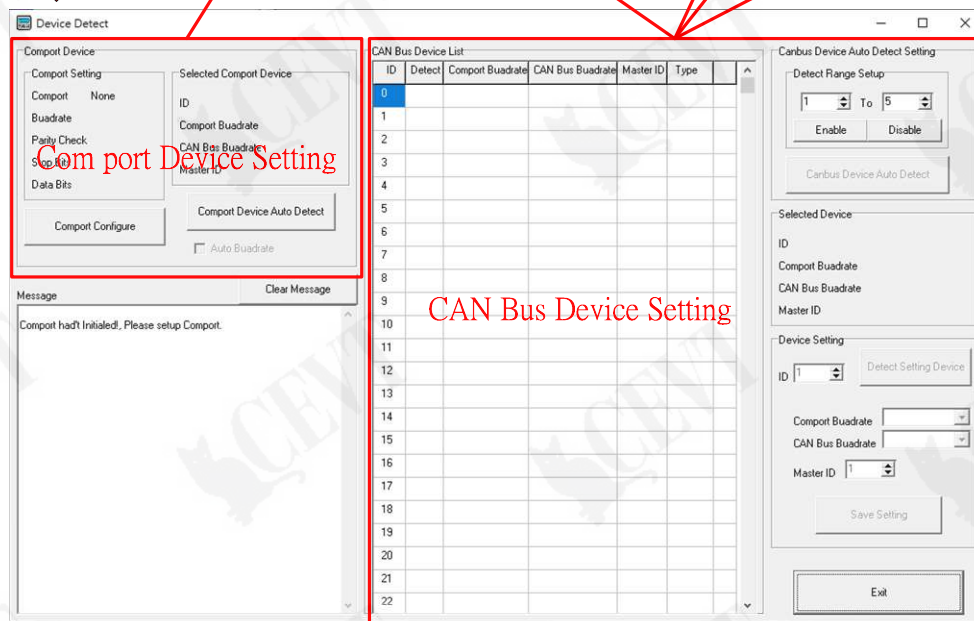 Device Detect
Comport Device
Comport Setting
Comport None
Buadrate
Parity Check
Stop Bits
Data Bits
Comport Configure
Selected Comport Device
ID
Comport Buadrate
CAN Bus Buadrate
Master ID
Comport Device Auto Detect
Auto Buadrate
Com port Device Setting
Message
Clear Message
Comport had't Initialed!, Please setup Comport.
CAN Bus Device List
ID Detect Comport Buadrate CAN Bus Buadrate Master ID Type
0
1
2
3
4
5
6
7
8
9
10
11
12
13
14
15
16
17
18
19
20
21
22
CAN Bus Device Setting
Canbus Device Auto Detect Setting
Detect Range Setup
1 To 5
Enable Disable
Canbus Device Auto Detect
Selected Device
ID
Comport Buadrate
CAN Bus Buadrate
Master ID
Device Setting
ID 1 Detect Setting Device
Comport Buadrate
CAN Bus Buadrate
Master ID 1
Save Setting
Exit
CEVT
CEVT
CEVT
CEVT